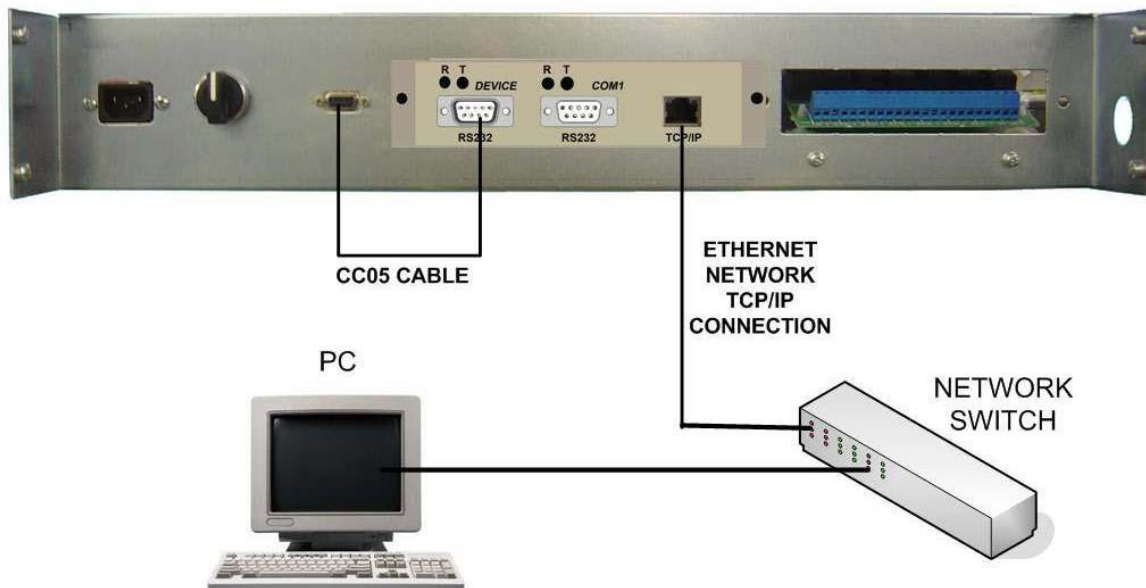 R T
DEVICE
R T
COM1
RS232
RS232
TCP/IP
CC05 CABLE
ETHERNET
NETWORK
TCP/IP
CONNECTION
PC
NETWORK
SWITCH